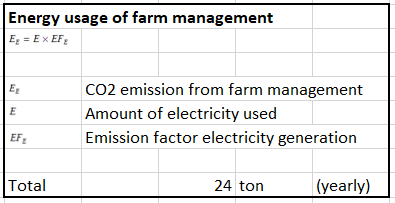 Energy usage of farm management
E_E = E × EF_E
E_E CO2 emission from farm management
E Amount of electricity used
EF_E Emission factor electricity generation
Total 24 ton (yearly)